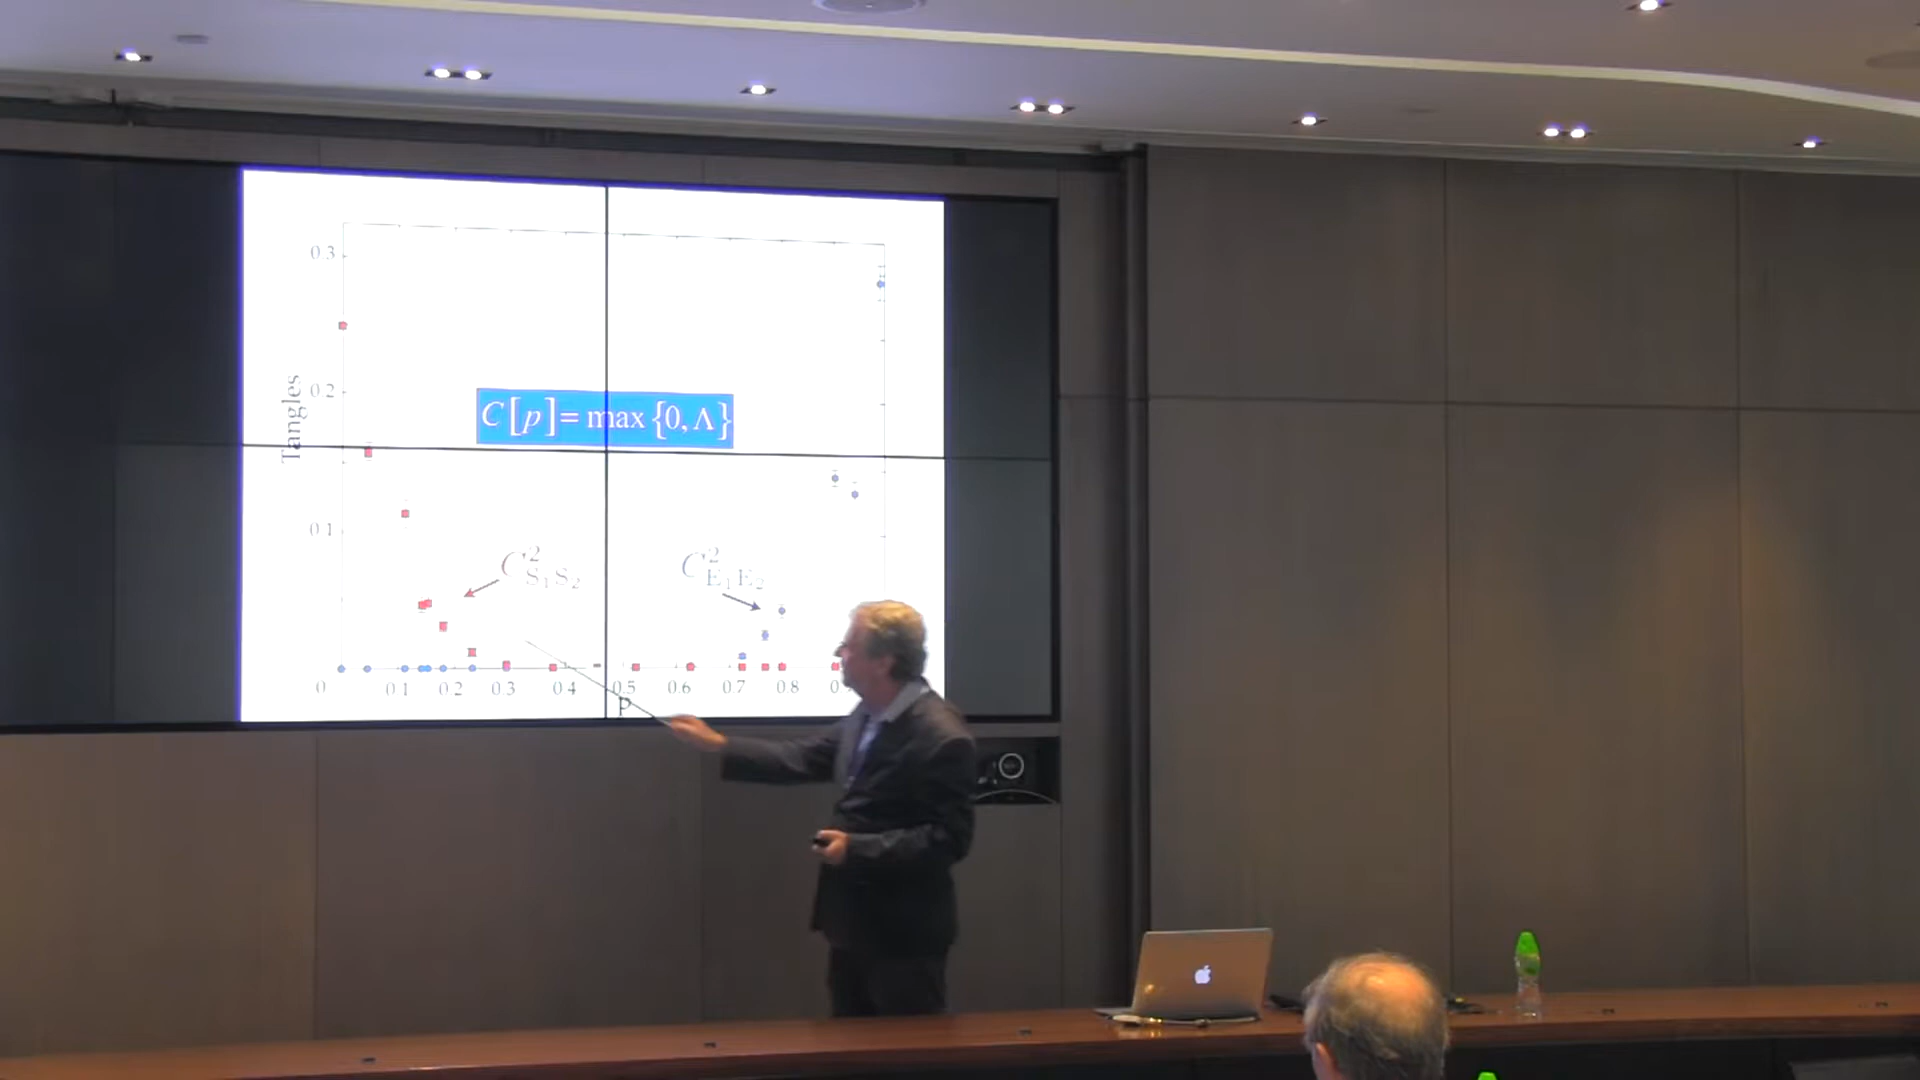 0.3
0.2
0.1
Tangles
C[p]=max{0,Λ}
C²S₁S₂
C²E₁E₂
0 0.1 0.2 0.3 0.4 0.5 0.6 0.7 0.8
P